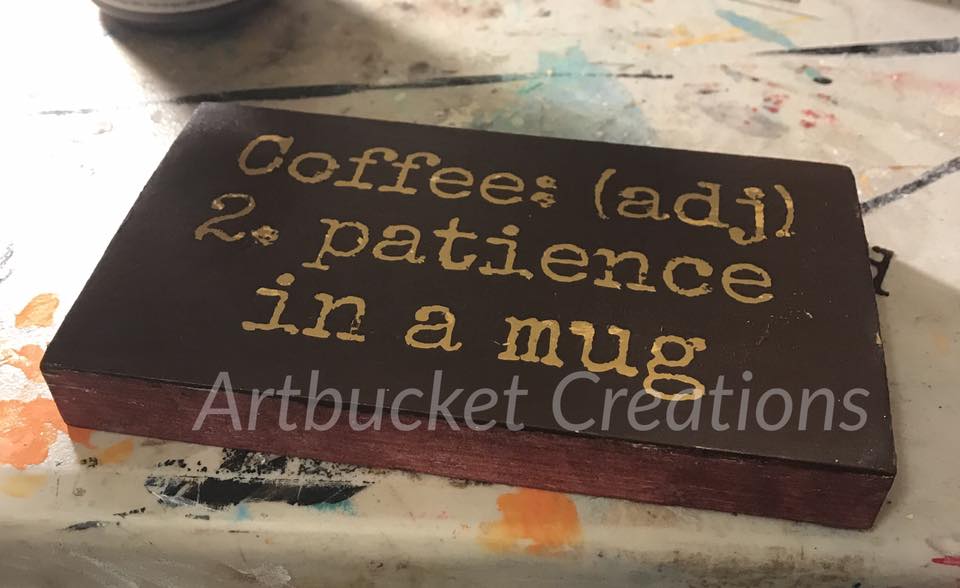 Coffee: (adj)
2. patience
in a mug
Artbucket Creations